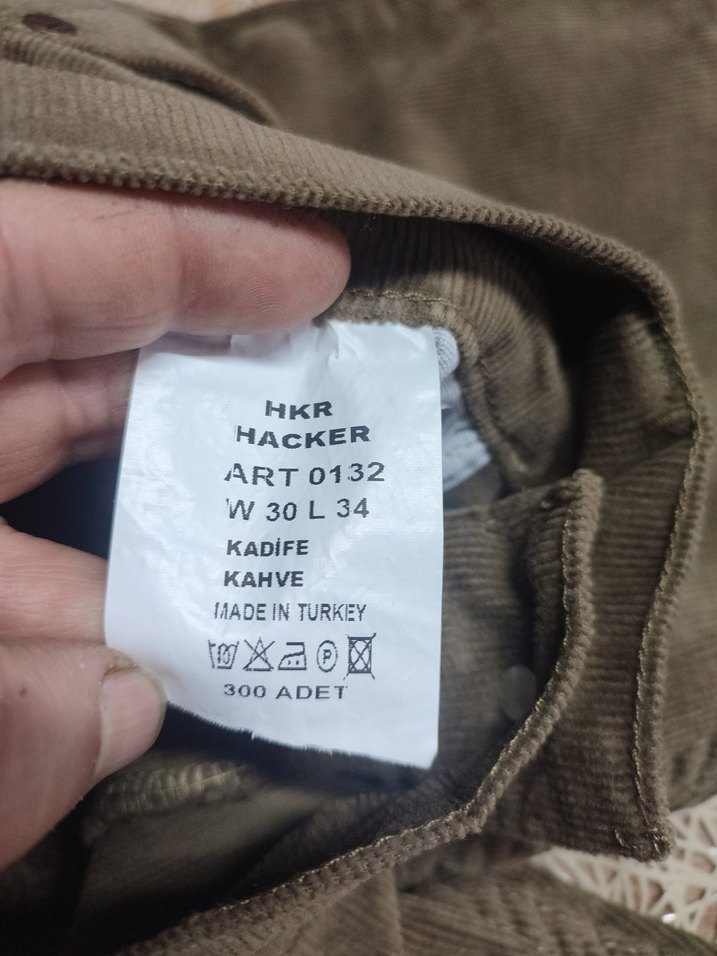 HKR
HACKER
ART 0132
W 30 L 34
KADİFE
KAHVE
MADE IN TURKEY
P
300 ADET